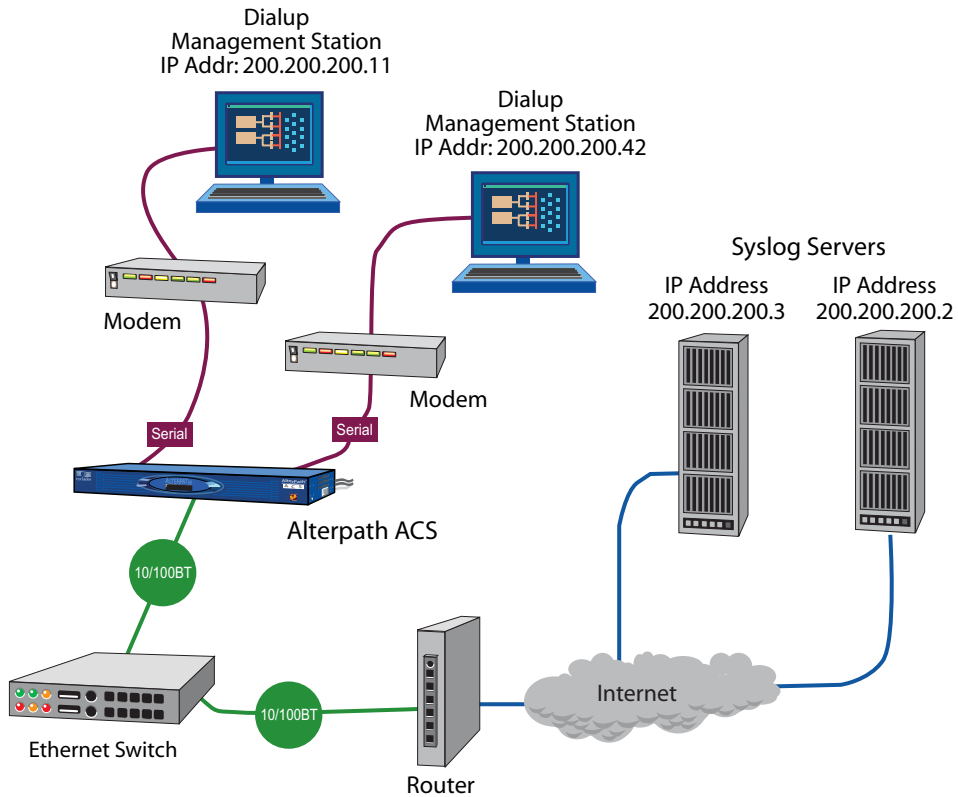 Dialup
Management Station
IP Addr: 200.200.200.11
Dialup
Management Station
IP Addr: 200.200.200.42
Syslog Servers
IP Address
200.200.200.3
IP Address
200.200.200.2
Modem
Modem
Serial
Serial
Alterpath ACS
10/100BT
Internet
10/100BT
Ethernet Switch
Router